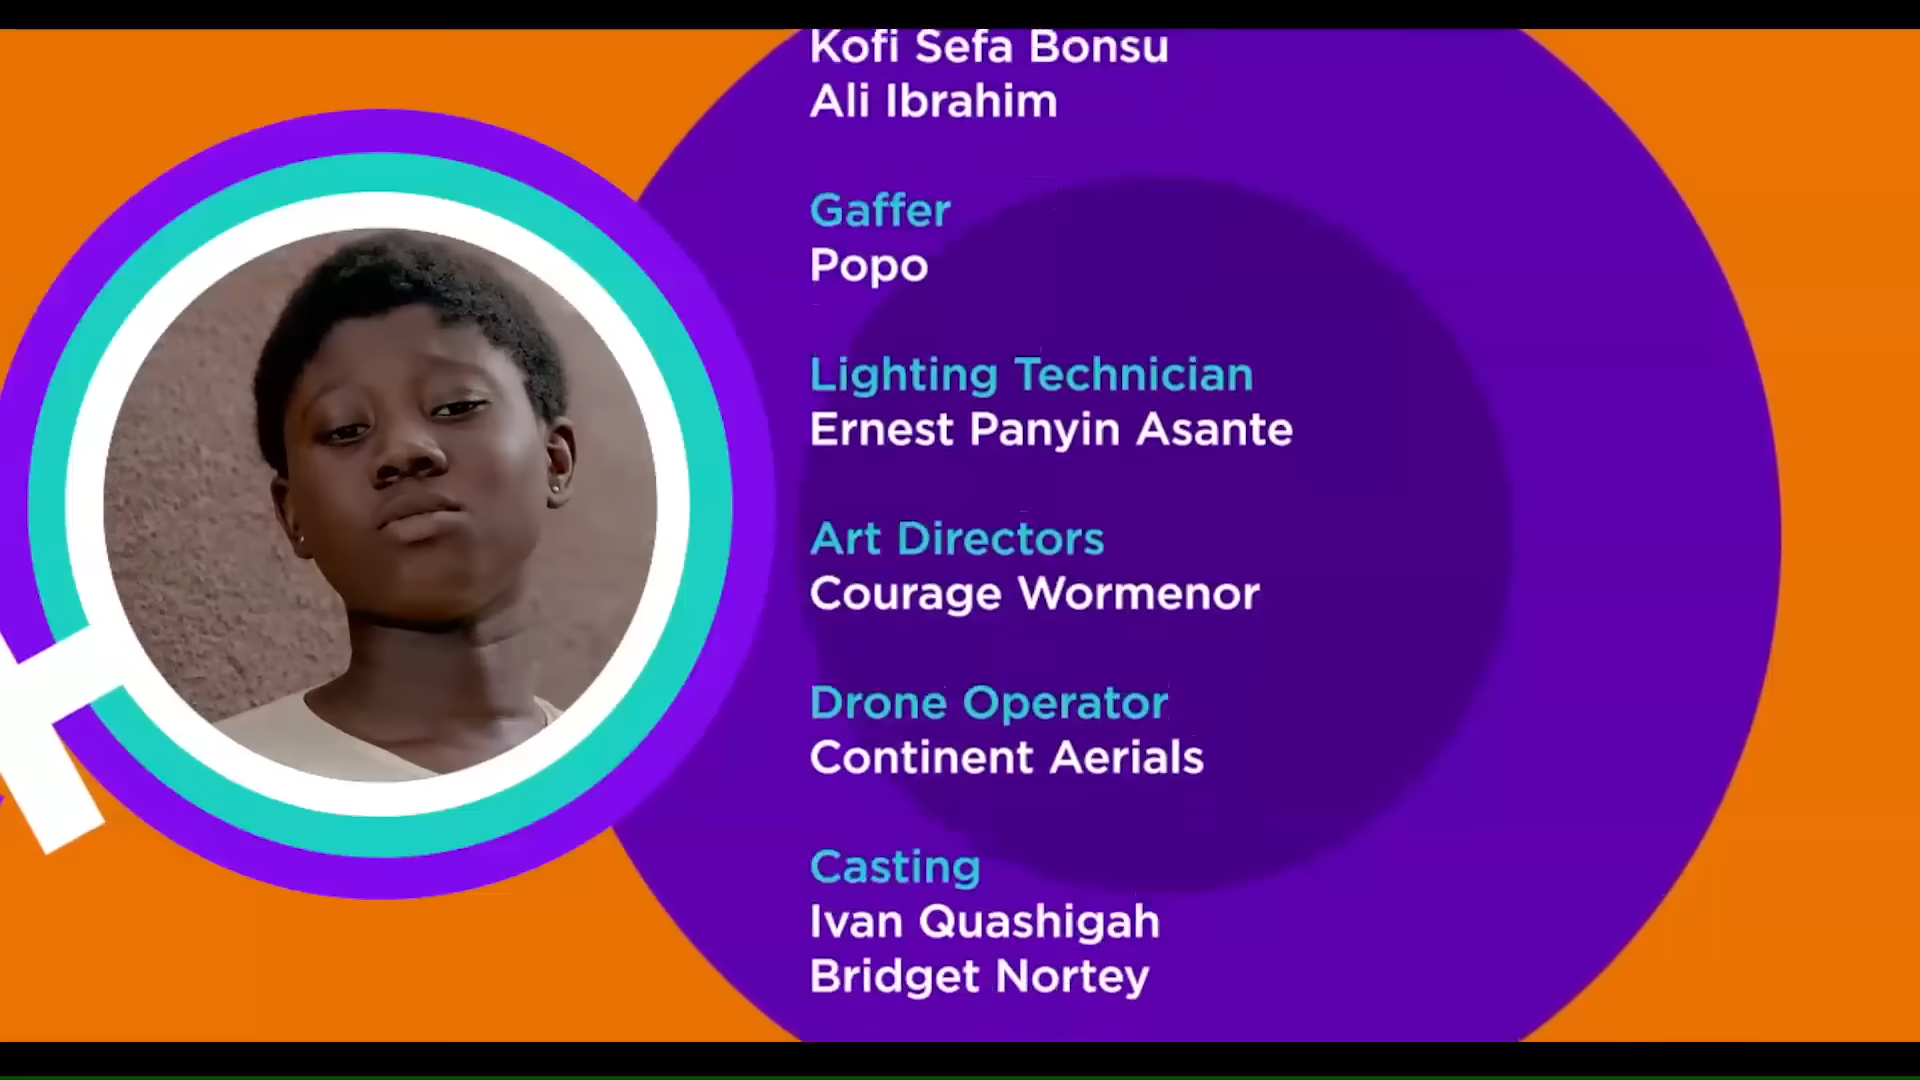 Kofi Sefa Bonsu
Ali Ibrahim
Gaffer
Popo
Lighting Technician
Ernest Panyin Asante
Art Directors
Courage Wormenor
Drone Operator
Continent Aerials
Casting
Ivan Quashigah
Bridget Nortey